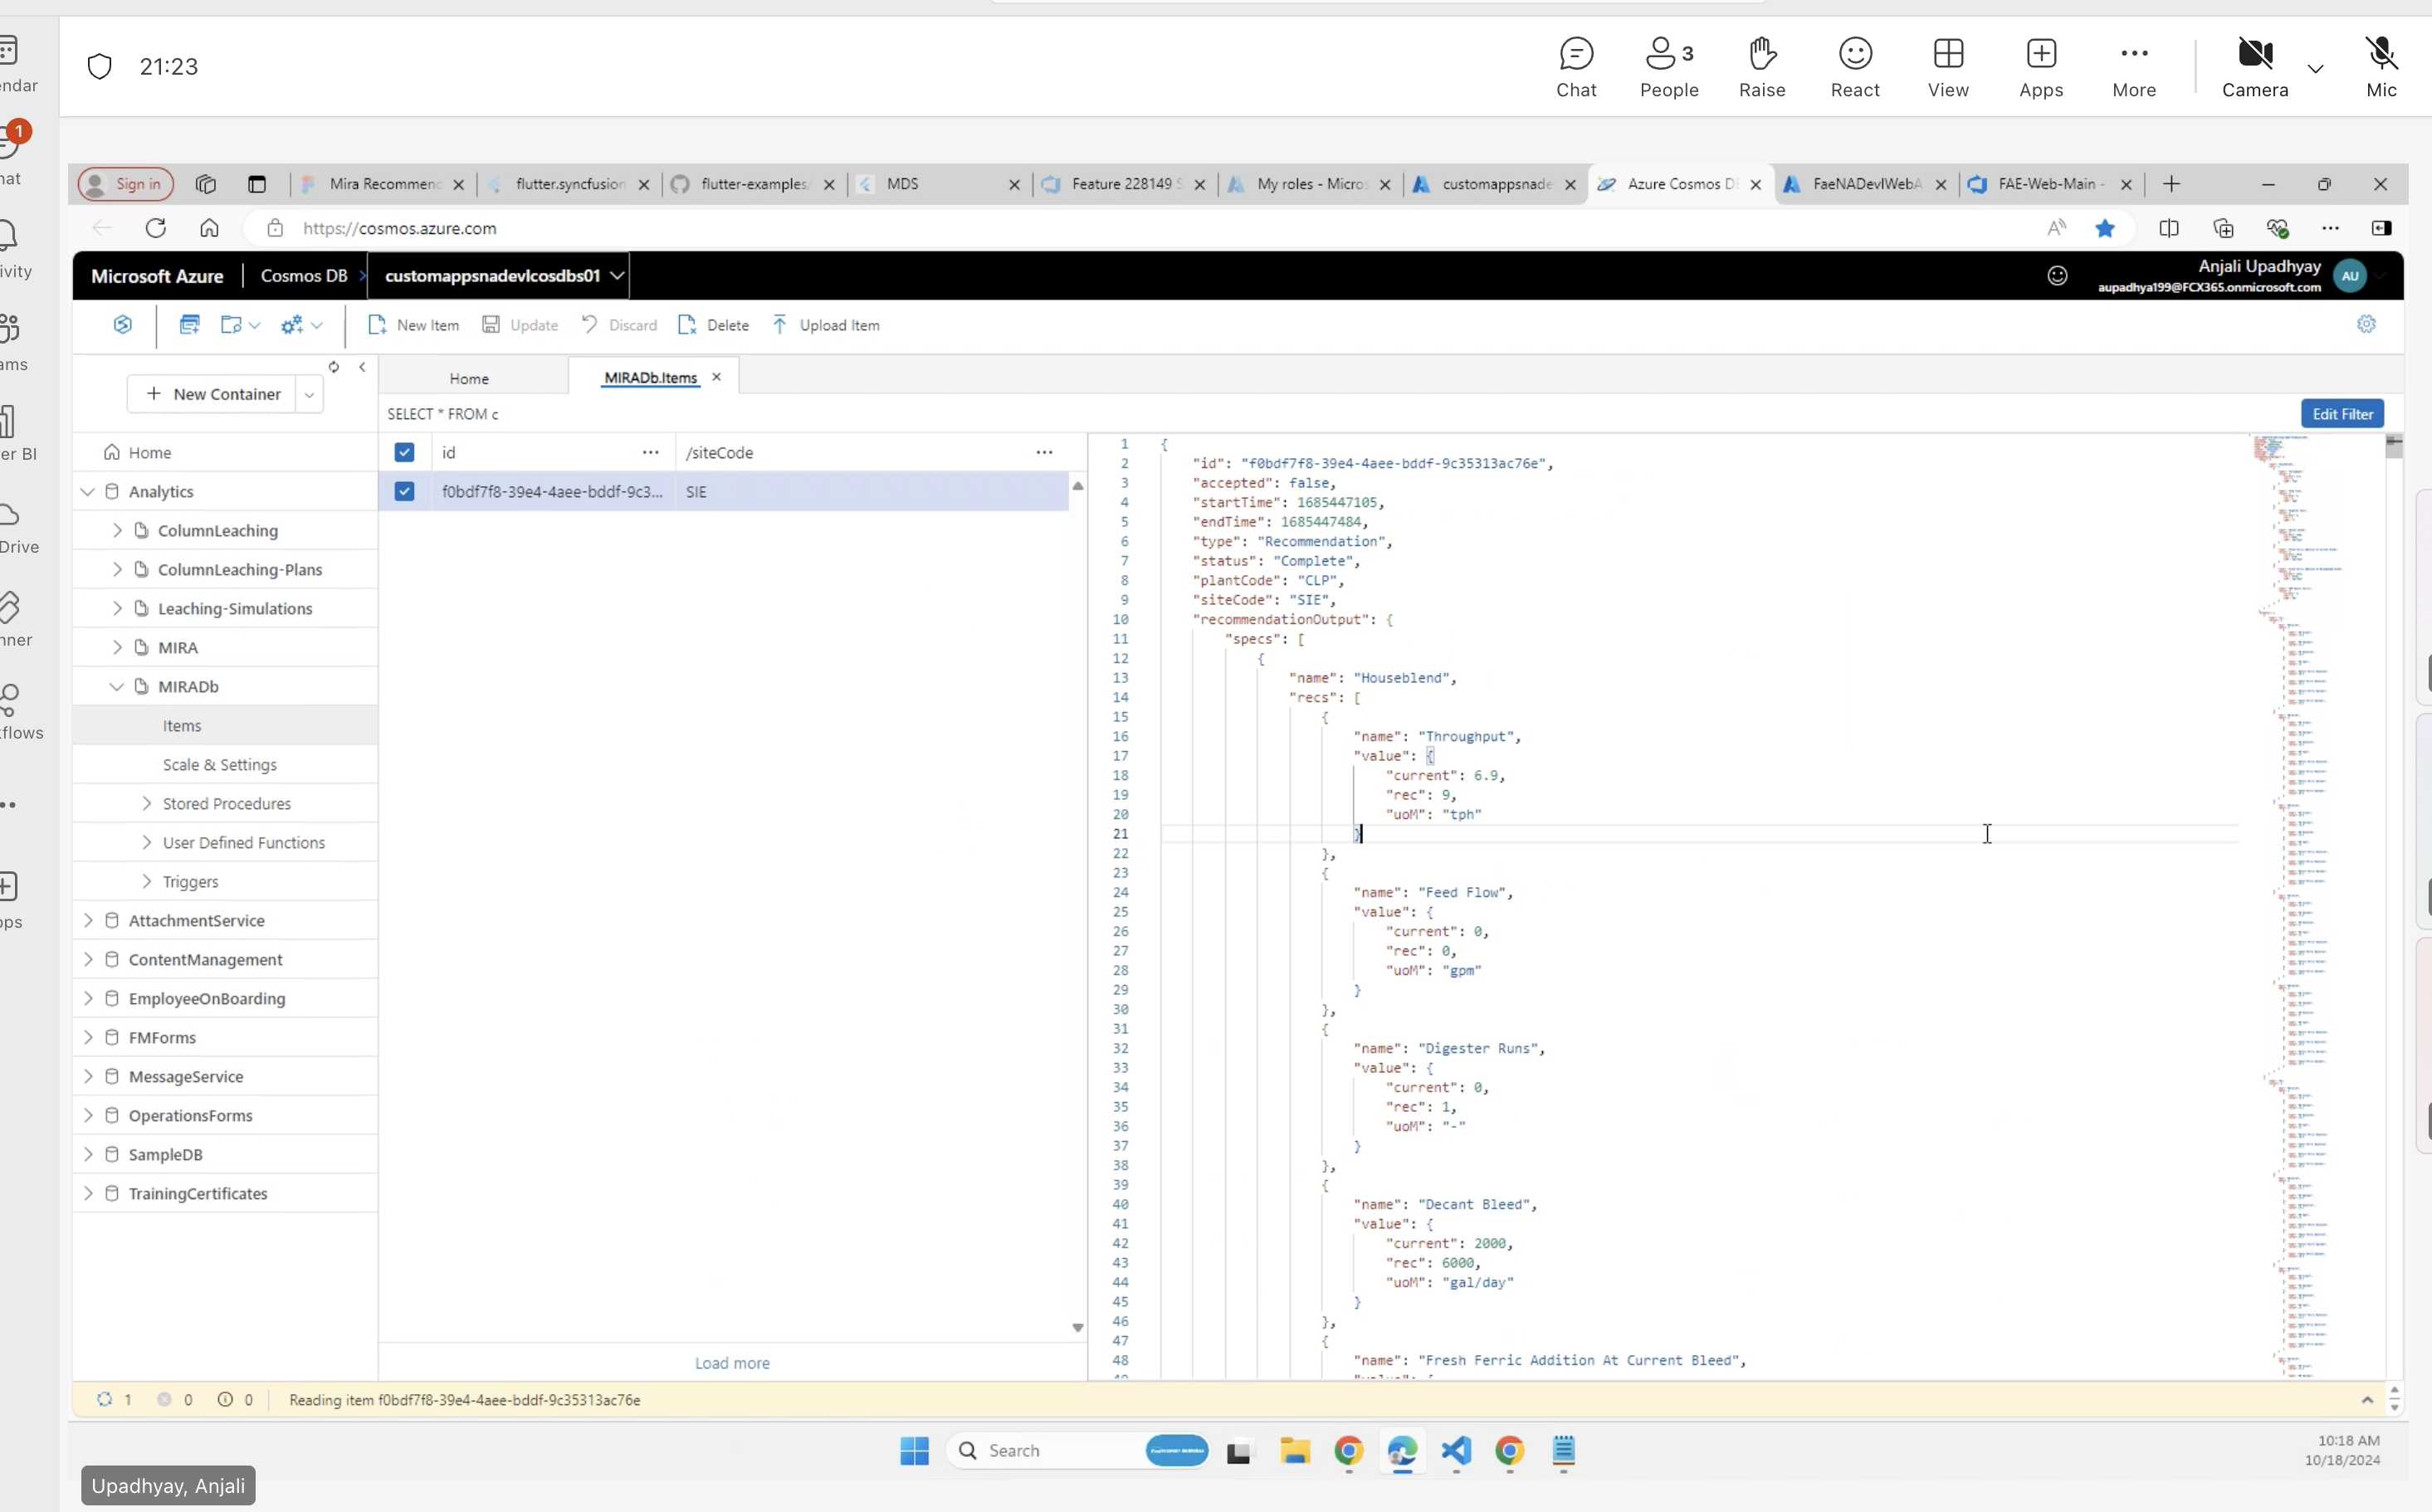 21:23
Chat
People 3
Raise
React
View
Apps
More
Camera
Mic
ndar
1
hat
ivity
ams
er BI
Drive
nner
flows
pps
Sign in
Mira Recommend
flutter.syncfusion
flutter-examples/
MDS
Feature 228149 S
My roles - Micros
customappsnade
Azure Cosmos D
FaeNADevlWebA
FAE-Web-Main -
https://cosmos.azure.com
Microsoft Azure
Cosmos DB
customappsnadevlcosdbs01
Anjali Upadhyay
aupadhya199@FCX365.onmicrosoft.com
AU
New Item
Update
Discard
Delete
Upload Item
New Container
Home
MIRADb.Items
SELECT * FROM c
Edit Filter
Home
Analytics
ColumnLeaching
ColumnLeaching-Plans
Leaching-Simulations
MIRA
MIRADb
Items
Scale & Settings
Stored Procedures
User Defined Functions
Triggers
AttachmentService
ContentManagement
EmployeeOnBoarding
FMForms
MessageService
OperationsForms
SampleDB
TrainingCertificates
id ... /siteCode ...
f0bdf7f8-39e4-4aee-bddf-9c3... SIE
Load more
1 {
2 "id": "f0bdf7f8-39e4-4aee-bddf-9c35313ac76e",
3 "accepted": false,
4 "startTime": 1685447105,
5 "endTime": 1685447484,
6 "type": "Recommendation",
7 "status": "Complete",
8 "plantCode": "CLP",
9 "siteCode": "SIE",
10 "recommendationOutput": {
11 "specs": [
12 {
13 "name": "Houseblend",
14 "recs": [
15 {
16 "name": "Throughput",
17 "value": {
18 "current": 6.9,
19 "rec": 9,
20 "uoM": "tph"
21 }
22 },
23 {
24 "name": "Feed Flow",
25 "value": {
26 "current": 0,
27 "rec": 0,
28 "uoM": "gpm"
29 }
30 },
31 {
32 "name": "Digester Runs",
33 "value": {
34 "current": 0,
35 "rec": 1,
36 "uoM": "-"
37 }
38 },
39 {
40 "name": "Decant Bleed",
41 "value": {
42 "current": 2000,
43 "rec": 6000,
44 "uoM": "gal/day"
45 }
46 },
47 {
48 "name": "Fresh Ferric Addition At Current Bleed",
1 0 0 Reading item f0bdf7f8-39e4-4aee-bddf-9c35313ac76e
Search
10:18 AM
10/18/2024
Upadhyay, Anjali